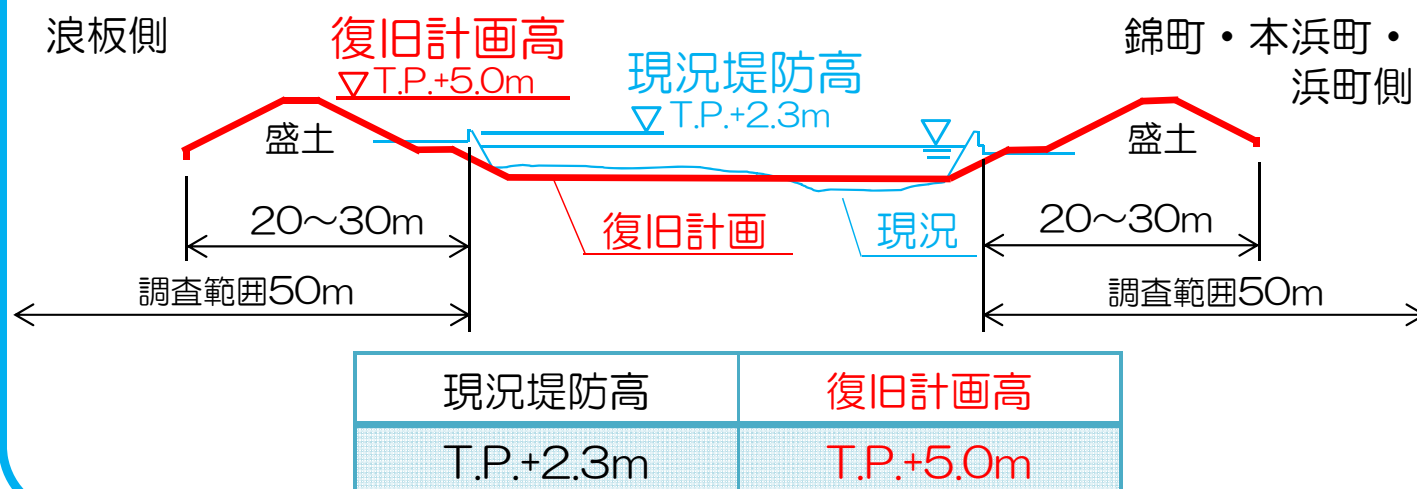 浪板側
復旧計画高
▽T.P.+5.0m
現況堤防高
▽T.P.+2.3m
錦町・本浜町・
浜町側
盛土
盛土
20～30m
復旧計画
現況
20～30m
調査範囲50m
調査範囲50m
現況堤防高
復旧計画高
T.P.+2.3m
T.P.+5.0m